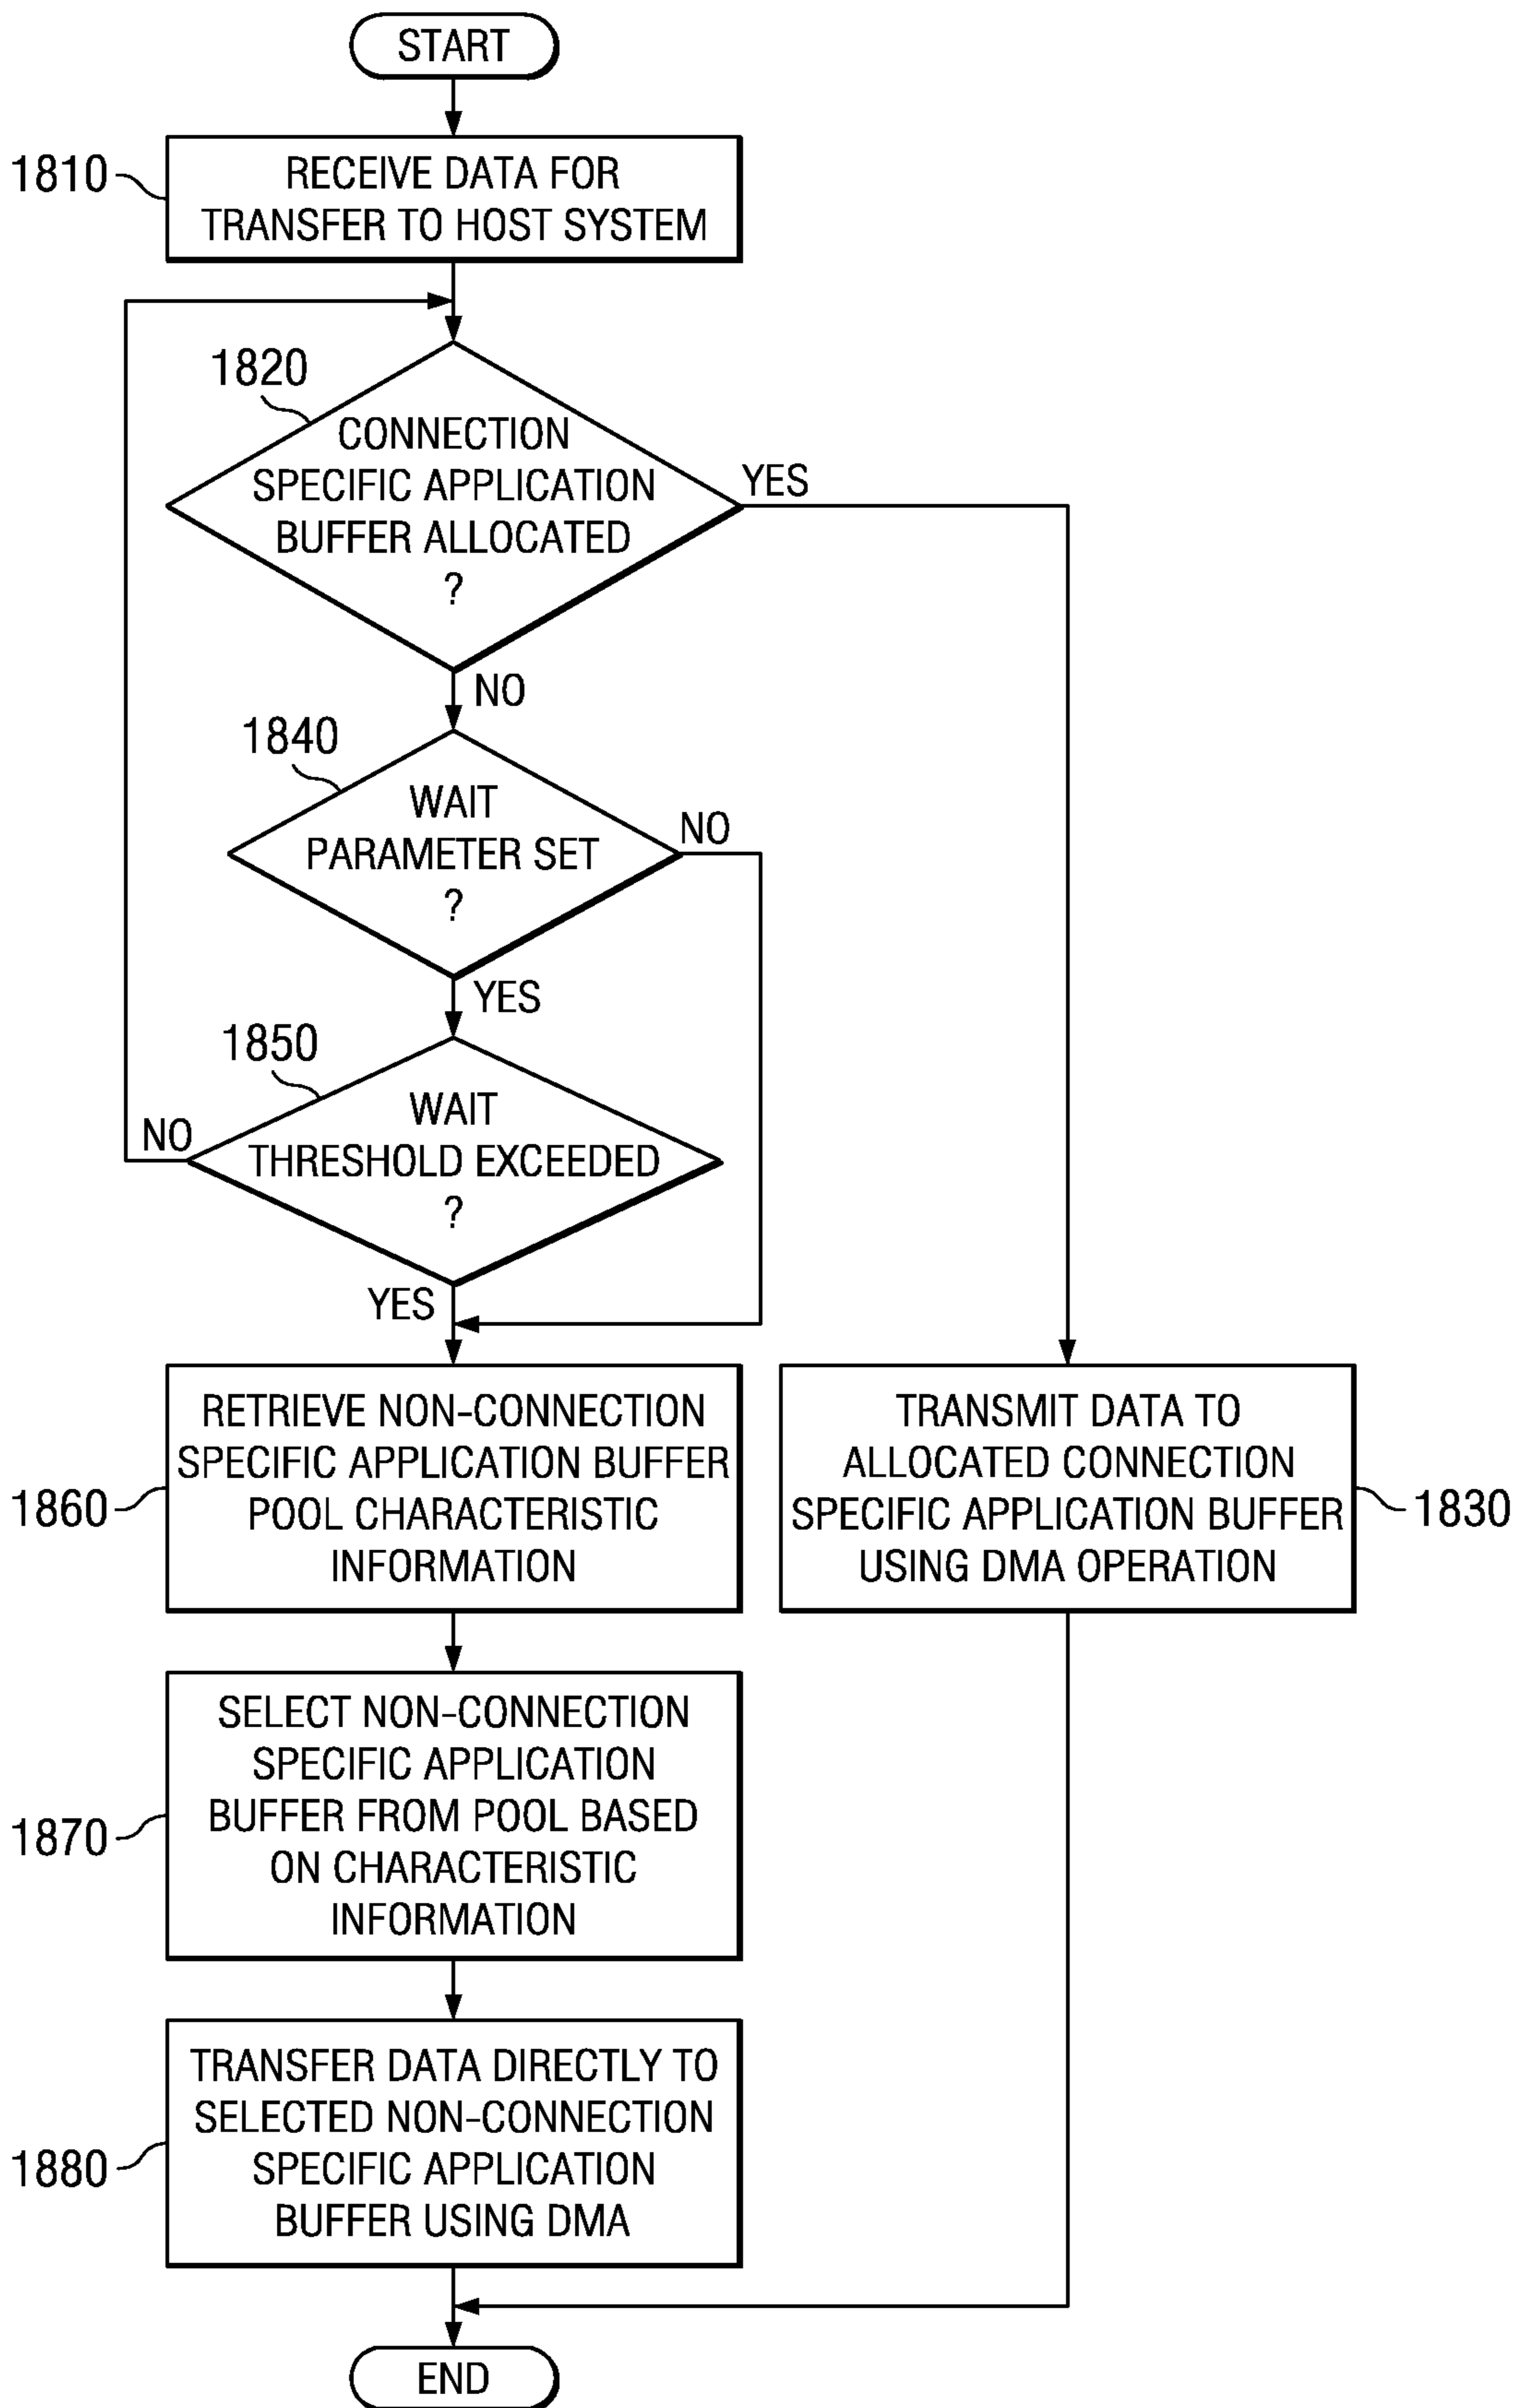 START
1810
RECEIVE DATA FOR
TRANSFER TO HOST SYSTEM
1820
CONNECTION
SPECIFIC APPLICATION
BUFFER ALLOCATED
?
YES
NO
1840
WAIT
PARAMETER SET
?
NO
YES
1850
WAIT
THRESHOLD EXCEEDED
?
NO
YES
1860
RETRIEVE NON-CONNECTION
SPECIFIC APPLICATION BUFFER
POOL CHARACTERISTIC
INFORMATION
TRANSMIT DATA TO
ALLOCATED CONNECTION
SPECIFIC APPLICATION BUFFER
USING DMA OPERATION
1830
1870
SELECT NON-CONNECTION
SPECIFIC APPLICATION
BUFFER FROM POOL BASED
ON CHARACTERISTIC
INFORMATION
1880
TRANSFER DATA DIRECTLY TO
SELECTED NON-CONNECTION
SPECIFIC APPLICATION
BUFFER USING DMA
END